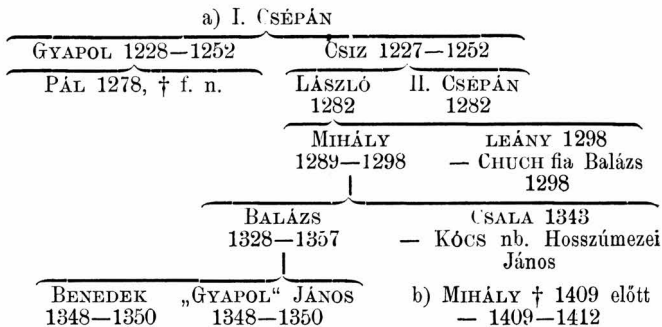 a) I. CSÉPÁN
GYAPOL 1228—1252 CSIZ 1227—1252
PÁL 1278, † f. n. LÁSZLÓ II. CSÉPÁN
1282 1282
MIHÁLY LEÁNY 1298
1289—1298 — CHUCH fia Balázs
1298
BALÁZS CSALA 1343
1328—1357 — KÓCS nb. Hosszúmezei
János
BENEDEK „GYAPOL" JÁNOS b) MIHÁLY † 1409 előtt
1348—1350 1348—1350 — 1409—1412